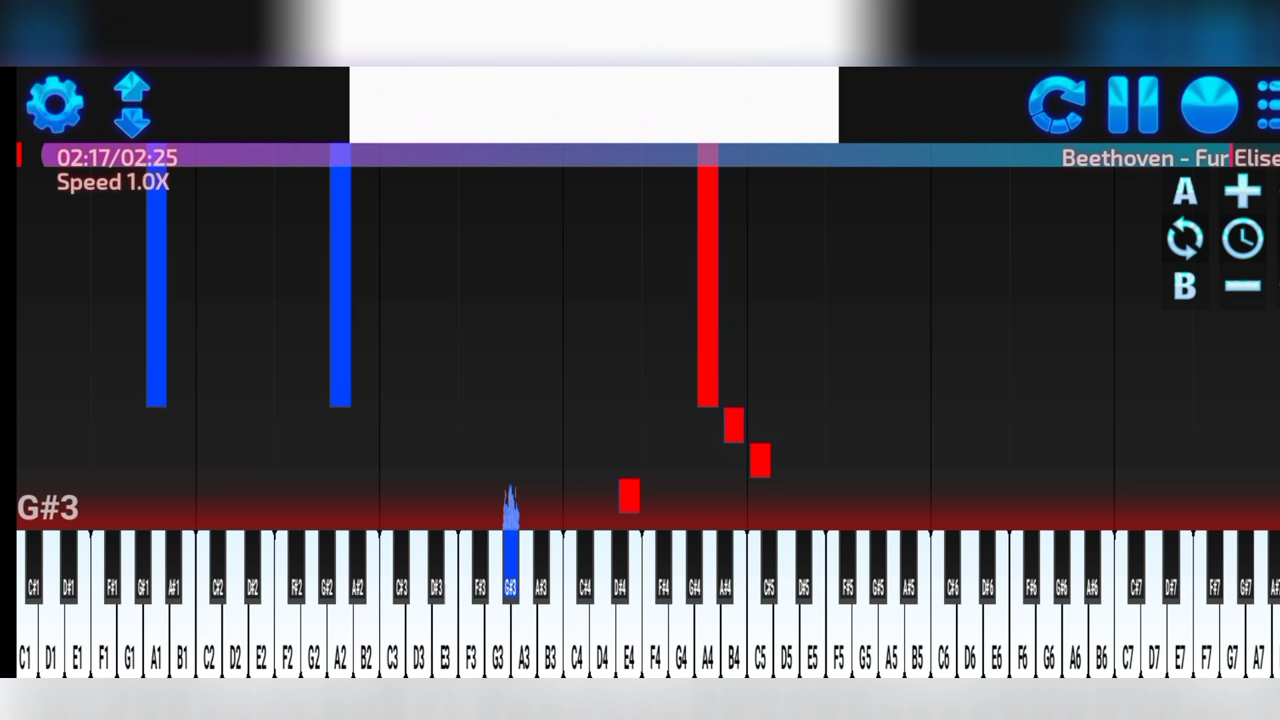 02:17/02:25
Beethoven - Fur Elise
Speed 1.0X
A
B
G#3
C#1 D#1 F#1 G#1 A#1 C#2 D#2 F#2 G#2 A#2 C#3 D#3 F#3 G#3 A#3 C#4 D#4 F#4 G#4 A#4 C#5 D#5 F#5 G#5 A#5 C#6 D#6 F#6 G#6 A#6 C#7 D#7 F#7 G#7
C1 D1 E1 F1 G1 A1 B1 C2 D2 E2 F2 G2 A2 B2 C3 D3 E3 F3 G3 A3 B3 C4 D4 E4 F4 G4 A4 B4 C5 D5 E5 F5 G5 A5 B5 C6 D6 E6 F6 G6 A6 B6 C7 D7 E7 F7 G7 A7